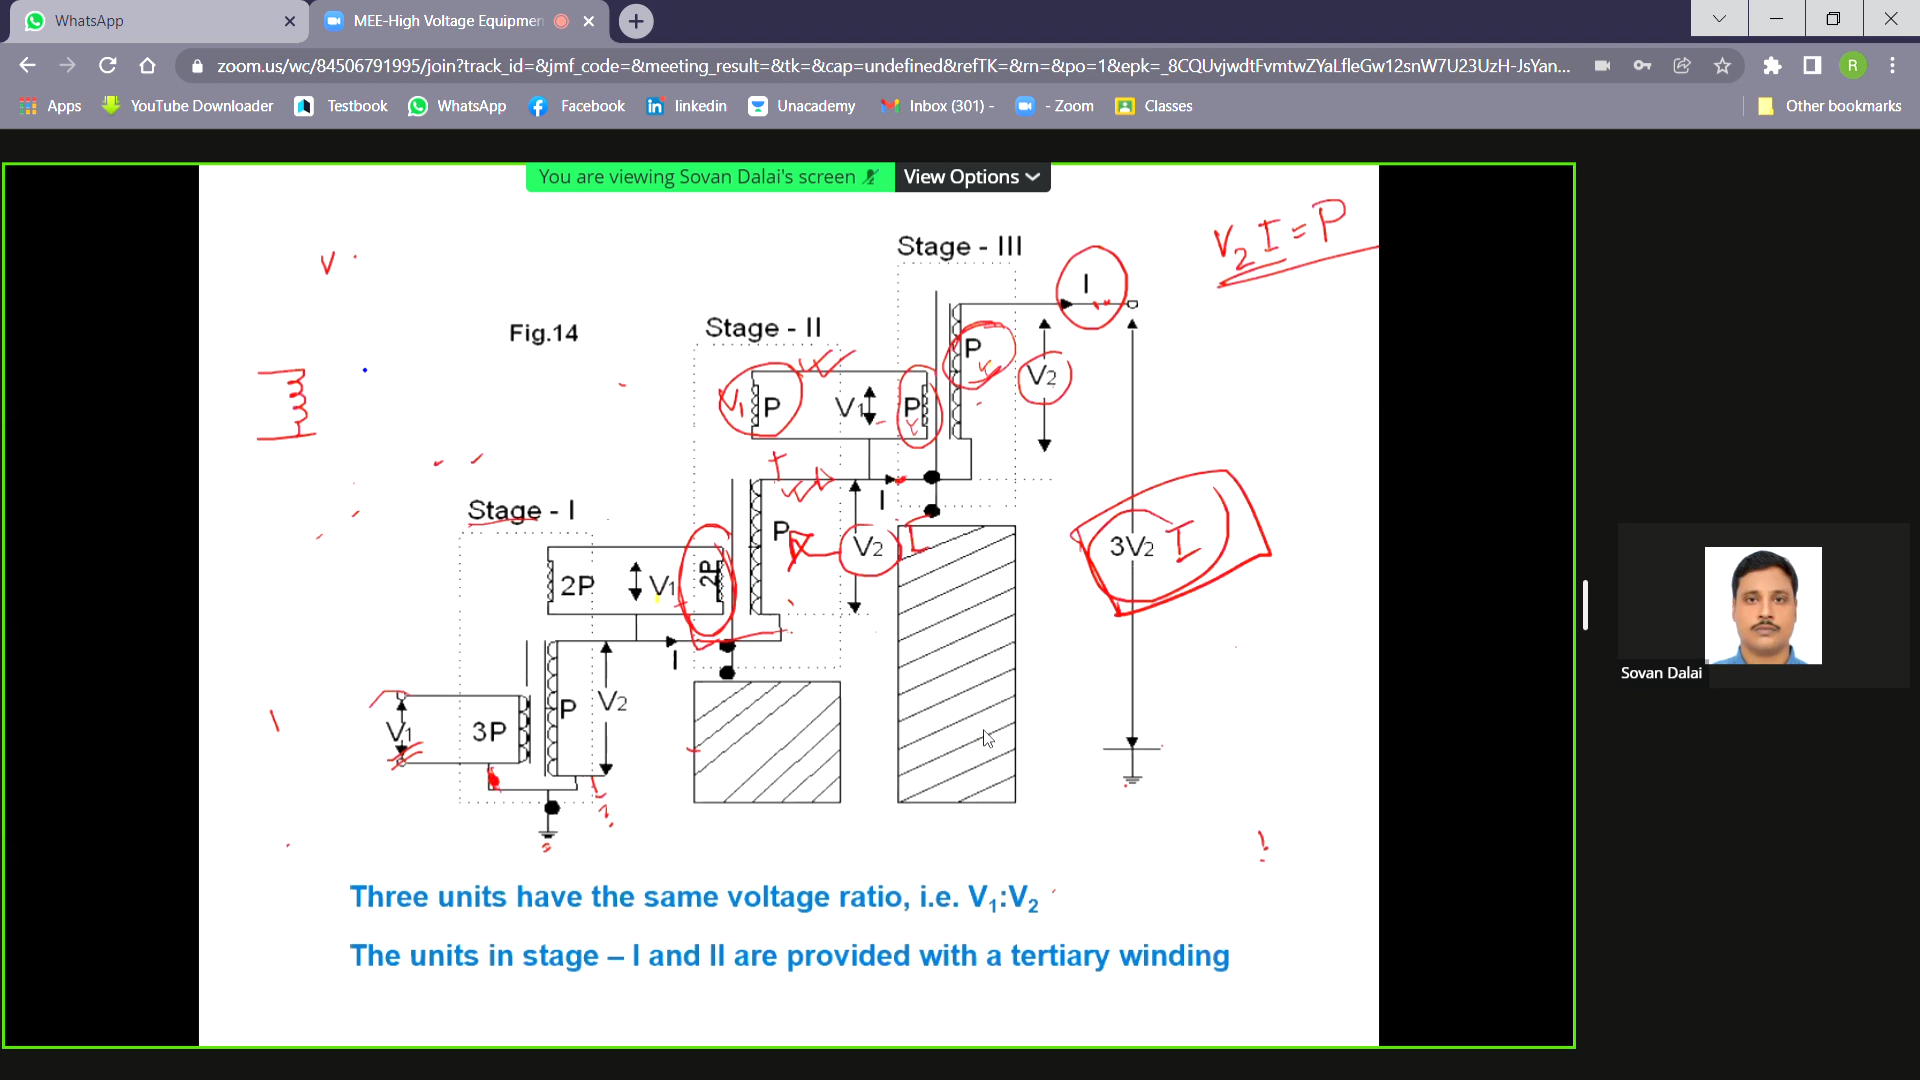 WhatsApp
MEE-High Voltage Equipmen
zoom.us/wc/84506791995/join?track_id=&jmf_code=&meeting_result=&tk=&cap=undefined&refTK=&rn=&po=1&epk=_8CQUvjwdtFvmtwZYaLfleGw12snW7U23UzH-JsYan...
R
Apps YouTube Downloader Testbook WhatsApp Facebook linkedin Unacademy Inbox (301) - - Zoom Classes Other bookmarks
You are viewing Sovan Dalai's screen View Options
V₂ I = P
Stage - III
V
I
Stage - II
Fig.14
P
V₂
V₁ P V₁ P
I
Stage - I
I
P
V₂
3V₂ I
2P V₁ 2P
I
P V₂
V₁ 3P
Sovan Dalai
Three units have the same voltage ratio, i.e. V₁:V₂
The units in stage – I and II are provided with a tertiary winding